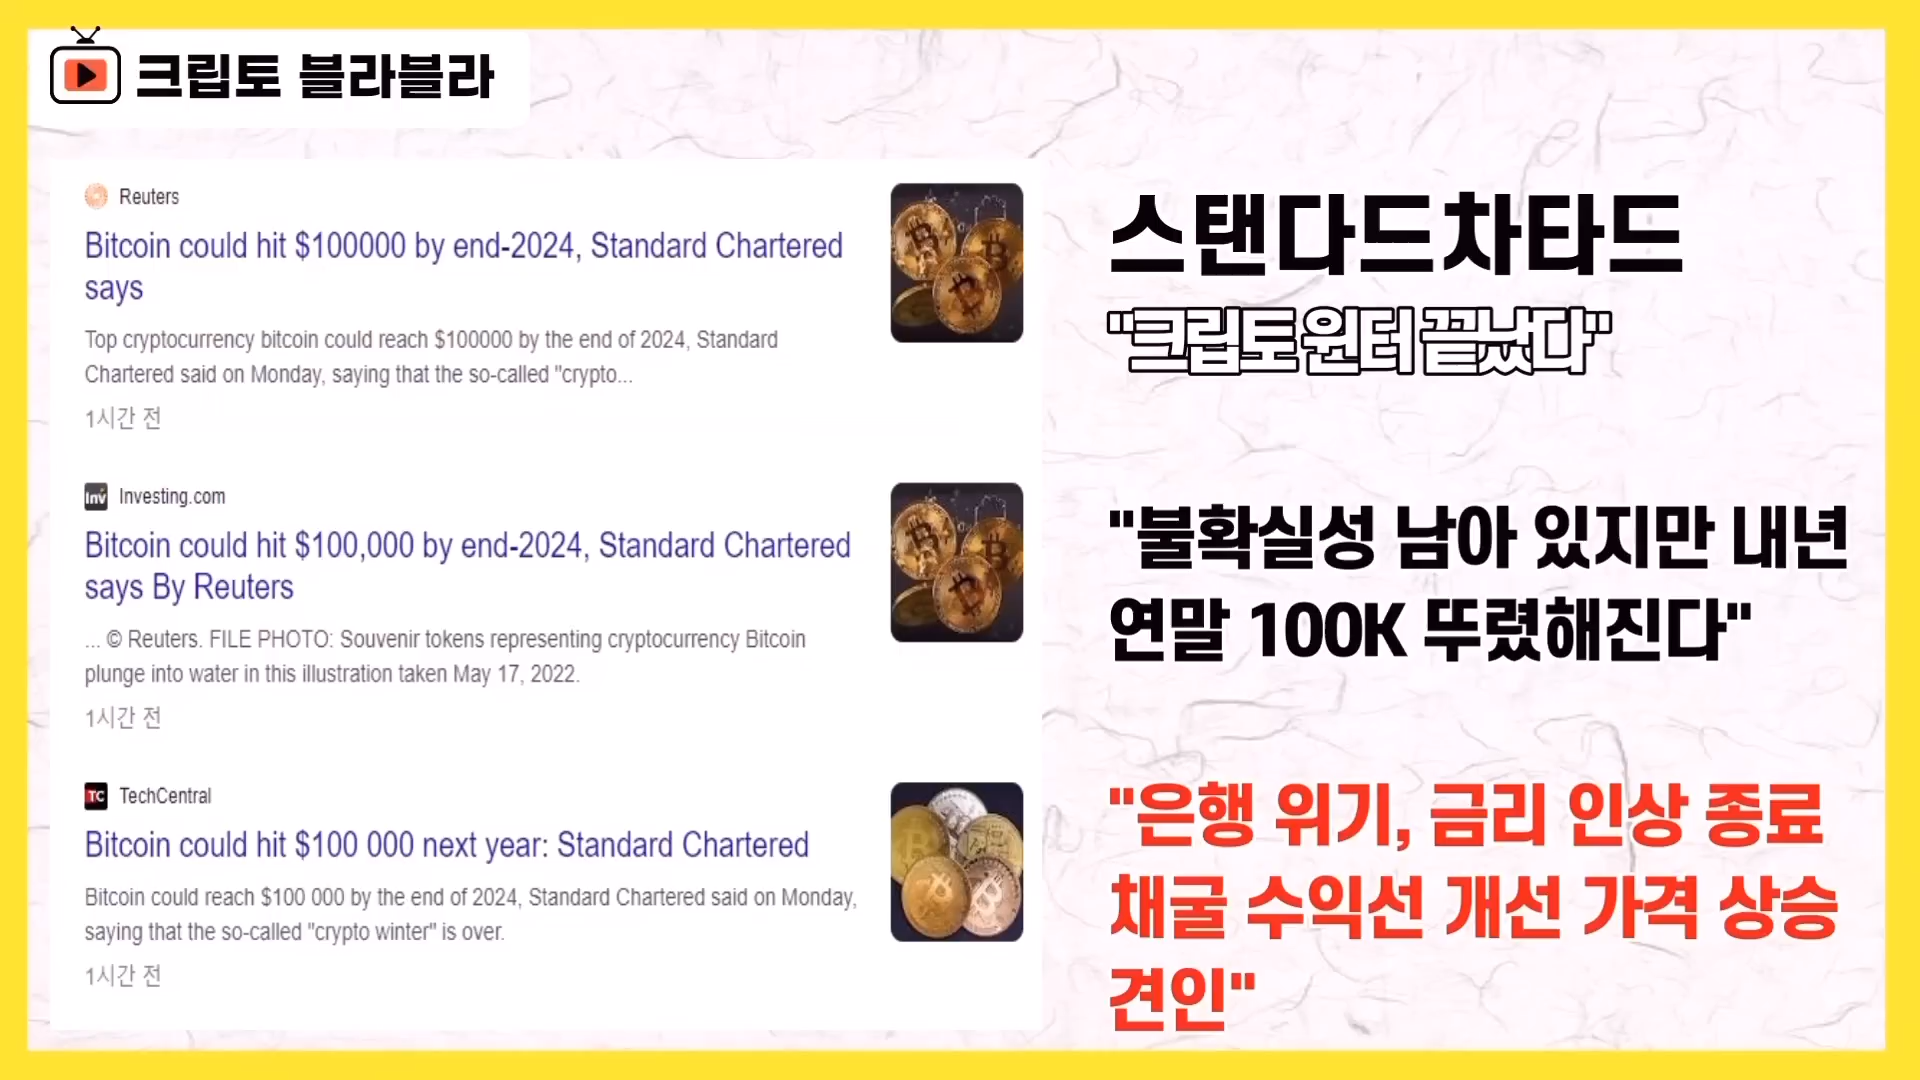 크립토 블라블라
Reuters
Bitcoin could hit $100000 by end-2024, Standard Chartered
says
Top cryptocurrency bitcoin could reach $100000 by the end of 2024, Standard
Chartered said on Monday, saying that the so-called "crypto...
1시간 전
Inv
Investing.com
Bitcoin could hit $100,000 by end-2024, Standard Chartered
says By Reuters
... © Reuters. FILE PHOTO: Souvenir tokens representing cryptocurrency Bitcoin
plunge into water in this illustration taken May 17, 2022.
1시간 전
TC
TechCentral
Bitcoin could hit $100 000 next year: Standard Chartered
Bitcoin could reach $100 000 by the end of 2024, Standard Chartered said on Monday,
saying that the so-called "crypto winter" is over.
1시간 전
스탠다드차타드
"크립토 윈터 끝났다"
"불확실성 남아 있지만 내년
연말 100K 뚜렸해진다"
"은행 위기, 금리 인상 종료
채굴 수익선 개선 가격 상승
견인"